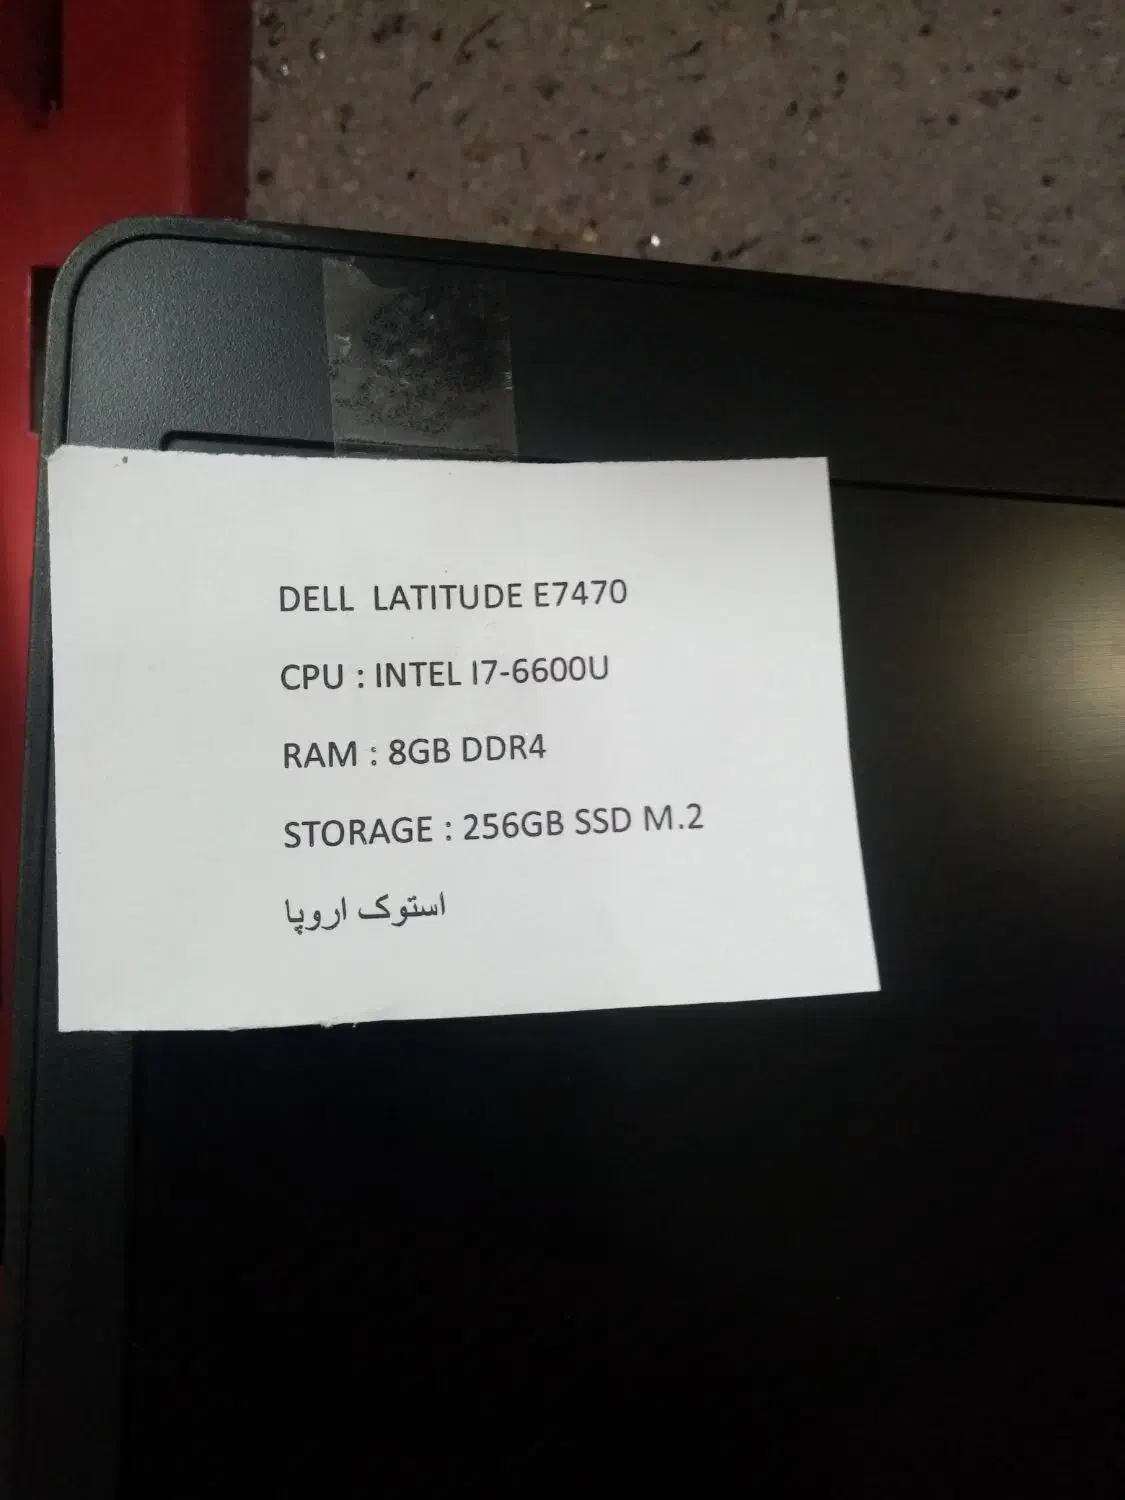 DELL LATITUDE E7470
CPU : INTEL I7-6600U
RAM : 8GB DDR4
STORAGE : 256GB SSD M.2
استوک اروپا